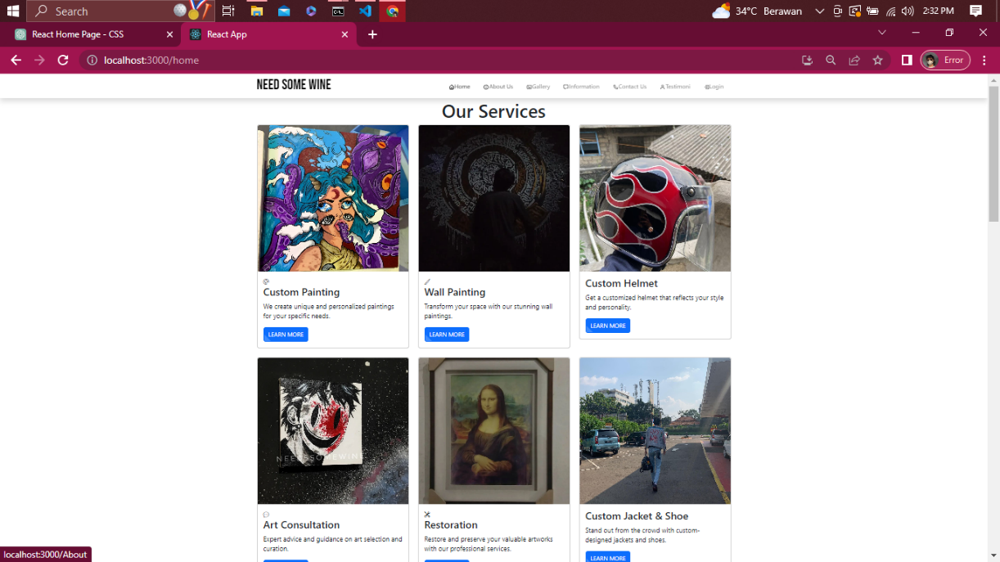 Search
34°C Berawan
2:32 PM
React Home Page - CSS
React App
localhost:3000/home
Error
NEED SOME WINE
Home
About Us
Gallery
Information
Contact Us
Testimoni
Login
Our Services
Custom Painting
We create unique and personalized paintings
for your specific needs.
LEARN MORE
Wall Painting
Transform your space with our stunning wall
paintings.
LEARN MORE
Custom Helmet
Get a customized helmet that reflects your style
and personality.
LEARN MORE
NEEDSSOMEWINE
Art Consultation
Expert advice and guidance on art selection and
curation.
Restoration
Restore and preserve your valuable artworks
with our professional services.
Custom Jacket & Shoe
Stand out from the crowd with custom-
designed jackets and shoes.
LEARN MORE
localhost:3000/About